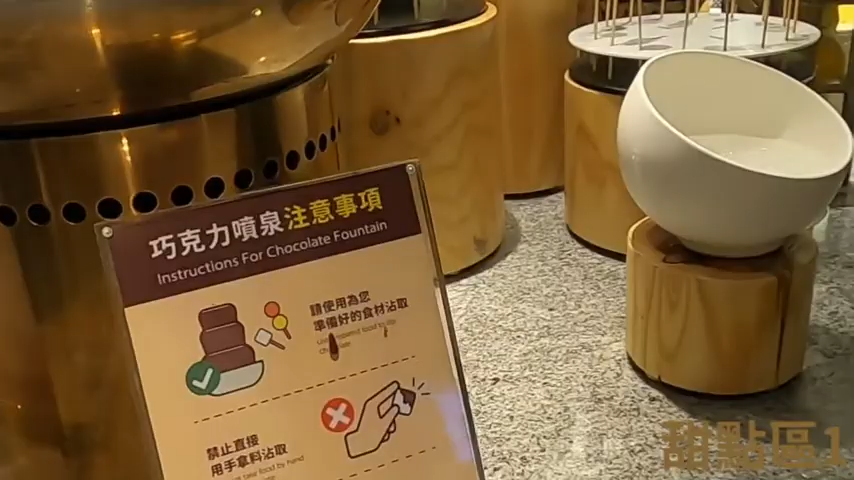 巧克力噴泉注意事項
Instructions For Chocolate Fountain
請使用為您
準備好的食材沾取
禁止直接
用手拿料沾取
甜點區1